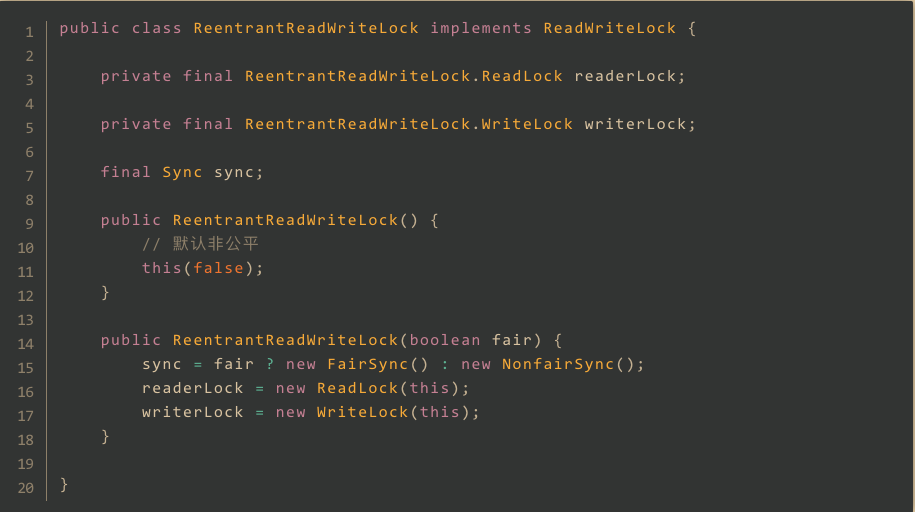 1 public class ReentrantReadWriteLock implements ReadWriteLock {
2
3     private final ReentrantReadWriteLock.ReadLock readerLock;
4
5     private final ReentrantReadWriteLock.WriteLock writerLock;
6
7     final Sync sync;
8
9     public ReentrantReadWriteLock() {
10         // 默认非公平
11         this(false);
12     }
13
14     public ReentrantReadWriteLock(boolean fair) {
15         sync = fair ? new FairSync() : new NonfairSync();
16         readerLock = new ReadLock(this);
17         writerLock = new WriteLock(this);
18     }
19
20 }